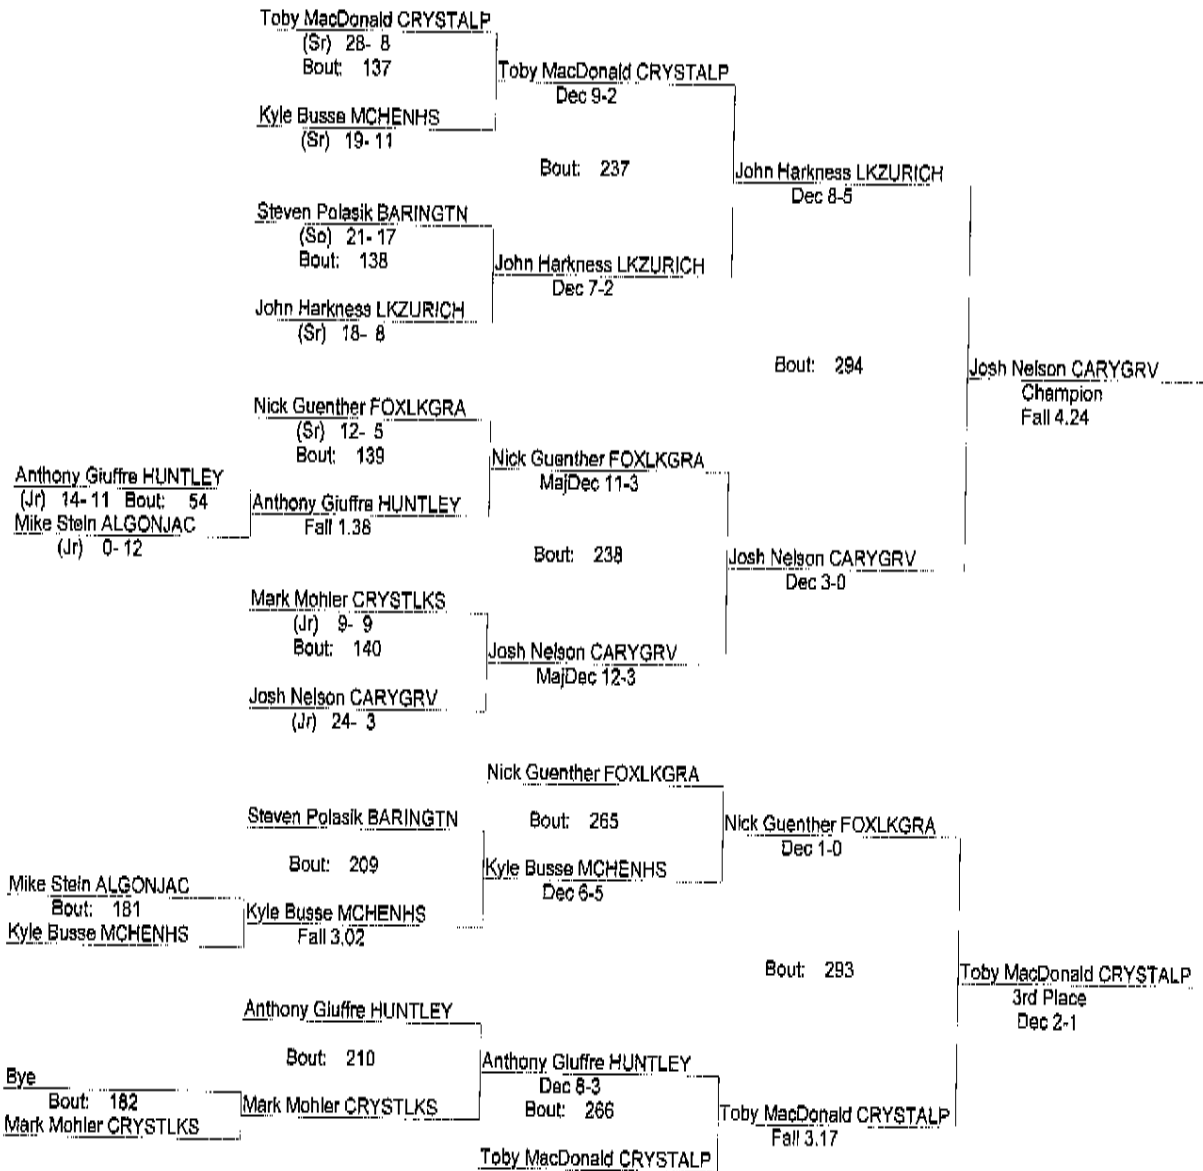 Toby MacDonald CRYSTALP
(Sr) 28- 8
Bout: 137
Toby MacDonald CRYSTALP
Dec 9-2
Kyle Busse MCHENHS
(Sr) 19- 11
Bout: 237
John Harkness LKZURICH
Dec 8-5
Steven Polasik BARINGTN
(So) 21- 17
Bout: 138
John Harkness LKZURICH
Dec 7-2
John Harkness LKZURICH
(Sr) 18- 8
Bout: 294
Josh Nelson CARYGRV
Champion
Fall 4.24
Nick Guenther FOXLKGRA
(Sr) 12- 5
Bout: 139
Nick Guenther FOXLKGRA
MajDec 11-3
Anthony Giuffre HUNTLEY
(Jr) 14- 11 Bout: 54
Mike Stein ALGONJAC
(Jr) 0- 12
Anthony Giuffre HUNTLEY
Fall 1.38
Bout: 238
Josh Nelson CARYGRV
Dec 3-0
Mark Mohler CRYSTLKS
(Jr) 9- 9
Bout: 140
Josh Nelson CARYGRV
MajDec 12-3
Josh Nelson CARYGRV
(Jr) 24- 3
Nick Guenther FOXLKGRA
Steven Polasik BARINGTN
Bout: 265
Nick Guenther FOXLKGRA
Dec 1-0
Bout: 209
Kyle Busse MCHENHS
Dec 6-5
Mike Stein ALGONJAC
Bout: 181
Kyle Busse MCHENHS
Kyle Busse MCHENHS
Fall 3.02
Bout: 293
Toby MacDonald CRYSTALP
3rd Place
Dec 2-1
Anthony Giuffre HUNTLEY
Bout: 210
Anthony Giuffre HUNTLEY
Dec 8-3
Bout: 266
Bye
Bout: 182
Mark Mohler CRYSTLKS
Mark Mohler CRYSTLKS
Toby MacDonald CRYSTALP
Fall 3.17
Toby MacDonald CRYSTALP